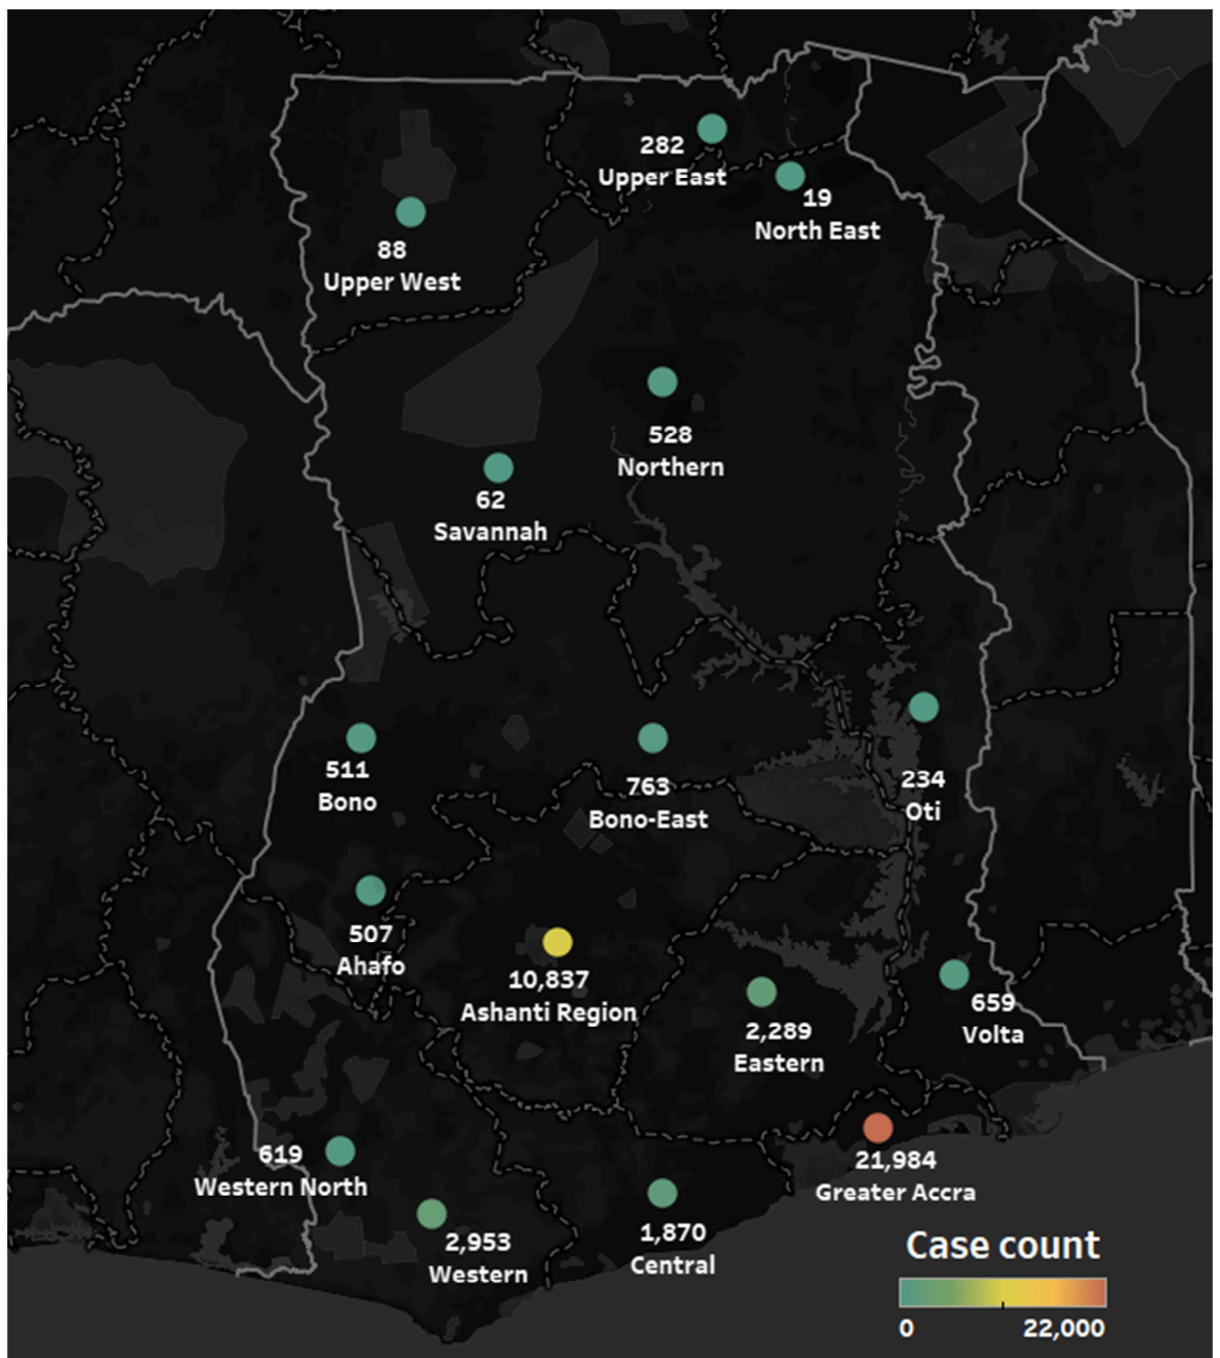 282
Upper East
19
North East
88
Upper West
528
Northern
62
Savannah
511
Bono
763
Bono-East
234
Oti
507
Ahafo
10,837
Ashanti Region
659
Volta
2,289
Eastern
619
Western North
21,984
Greater Accra
2,953
Western
1,870
Central
Case count
0 22,000